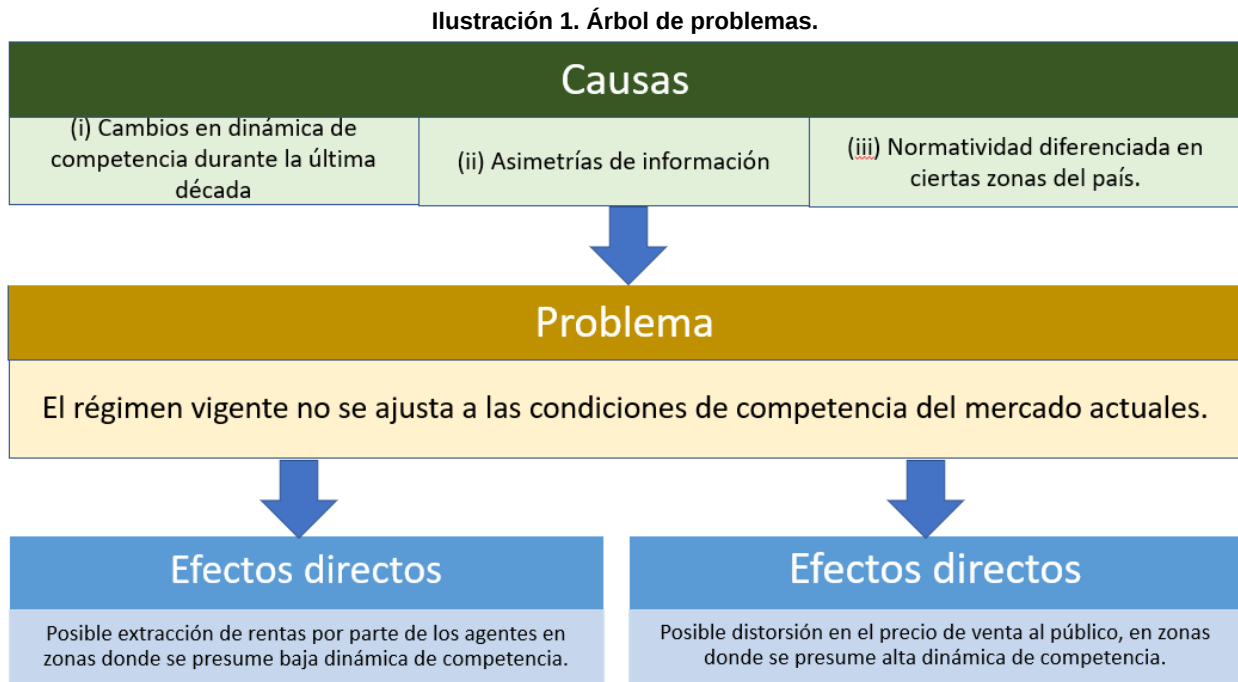 Ilustración 1. Árbol de problemas.
Causas
(i) Cambios en dinámica de
competencia durante la última
década
(ii) Asimetrías de información
(iii) Normatividad diferenciada en
ciertas zonas del país.
Problema
El régimen vigente no se ajusta a las condiciones de competencia del mercado actuales.
Efectos directos
Posible extracción de rentas por parte de los agentes en
zonas donde se presume baja dinámica de competencia.
Efectos directos
Posible distorsión en el precio de venta al público, en zonas
donde se presume alta dinámica de competencia.